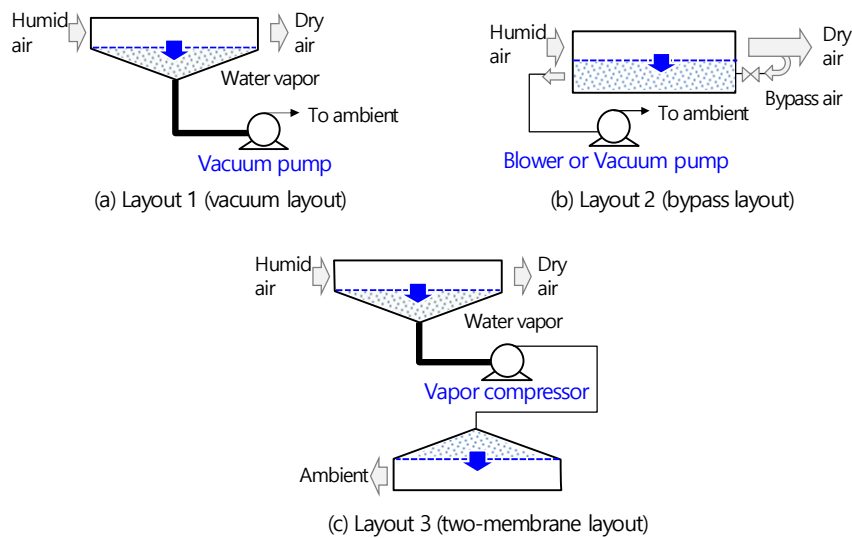 Humid
air
Dry
air
Water vapor
To ambient
Vacuum pump
(a) Layout 1 (vacuum layout)
Humid
air
Dry
air
Bypass air
To ambient
Blower or Vacuum pump
(b) Layout 2 (bypass layout)
Humid
air
Dry
air
Water vapor
Vapor compressor
Ambient
(c) Layout 3 (two-membrane layout)